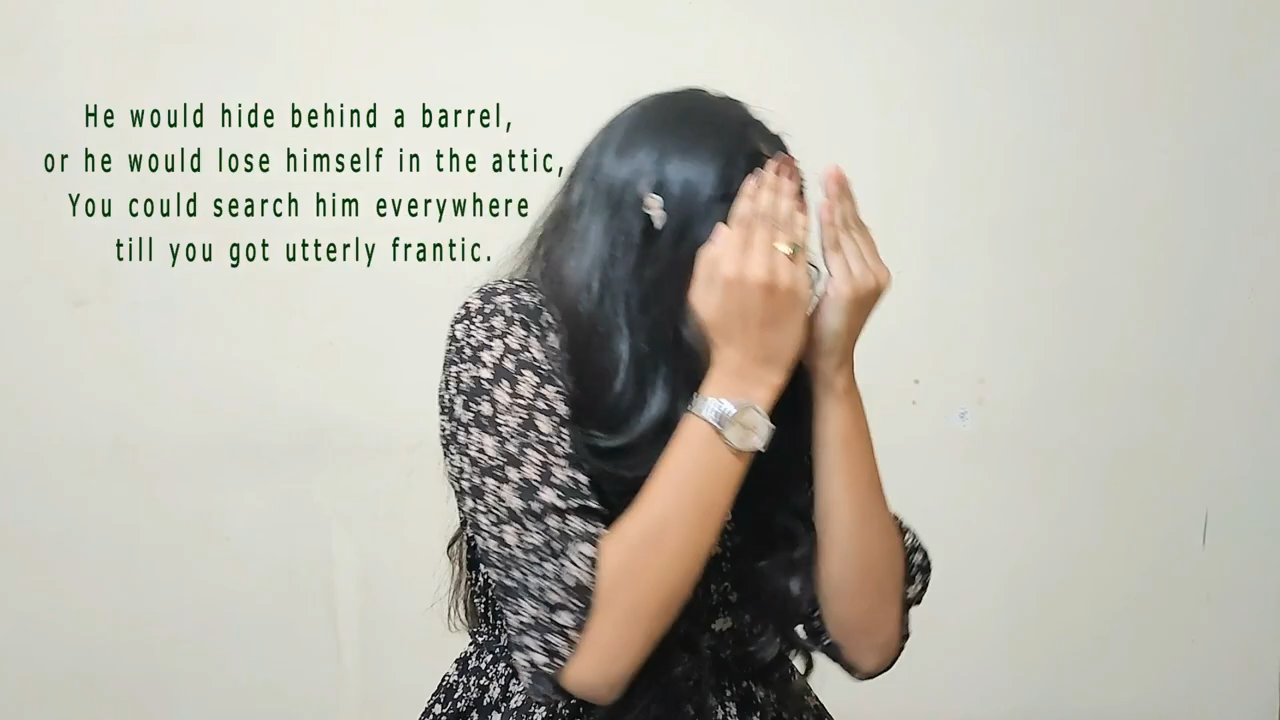 He would hide behind a barrel,
or he would lose himself in the attic,
You could search him everywhere
till you got utterly frantic.